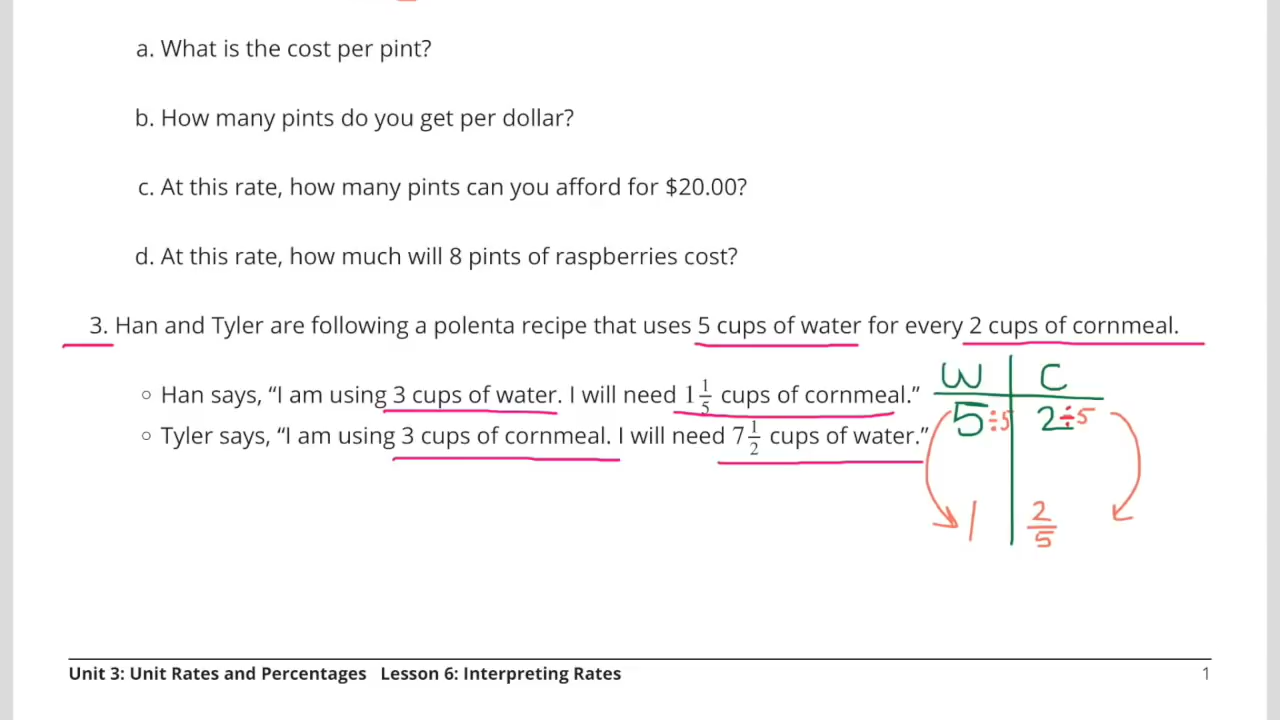 a. What is the cost per pint?
b. How many pints do you get per dollar?
c. At this rate, how many pints can you afford for $20.00?
d. At this rate, how much will 8 pints of raspberries cost?
3. Han and Tyler are following a polenta recipe that uses 5 cups of water for every 2 cups of cornmeal.
W C
◦ Han says, “I am using 3 cups of water. I will need 1 1/5 cups of cornmeal.”
5 ÷5 2 ÷5
◦ Tyler says, “I am using 3 cups of cornmeal. I will need 7 1/2 cups of water.”
1 2/5
Unit 3: Unit Rates and Percentages Lesson 6: Interpreting Rates 1